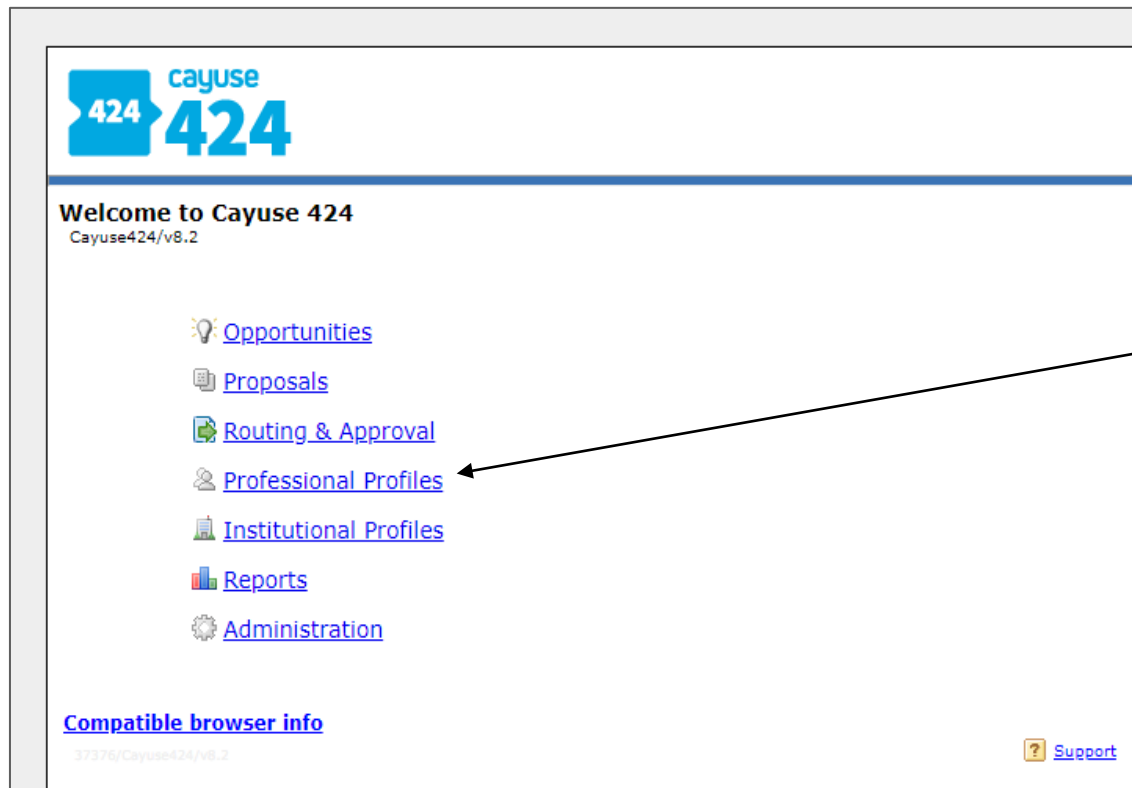 cayuse
424
424
Welcome to Cayuse 424
Cayuse424/v8.2
Opportunities
Proposals
Routing & Approval
Professional Profiles
Institutional Profiles
Reports
Administration
Compatible browser info
37376/Cayuse424/v8.2
? Support